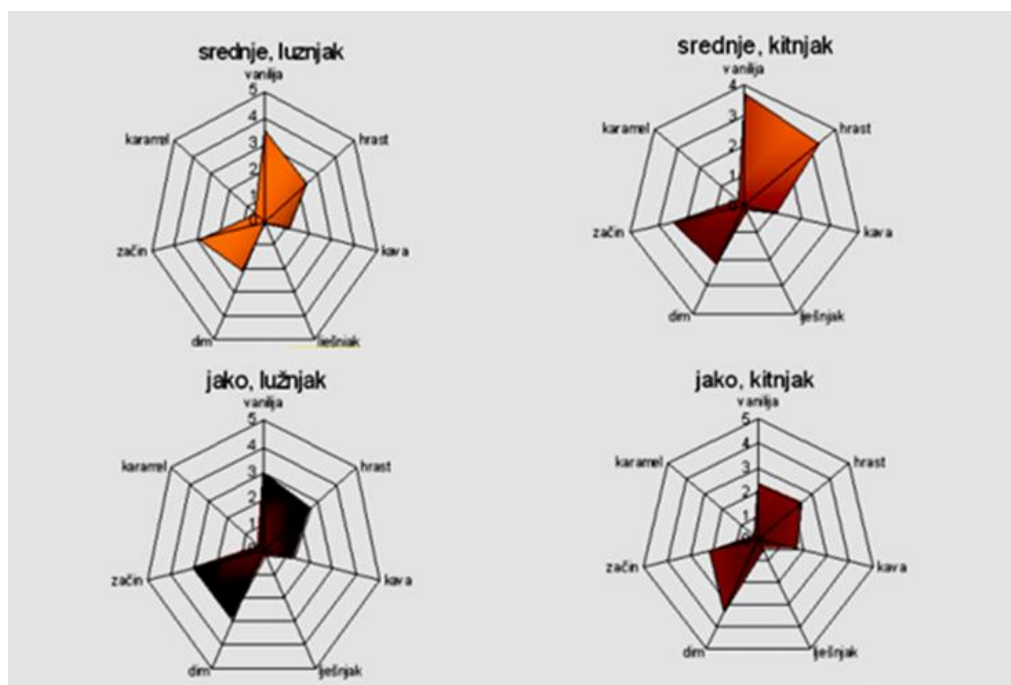 srednje, luznjak
vanilija
5
4
3
2
1
0
karamel
hrast
začin
kava
dim
liešniak
srednje, kitnjak
vanilija
4
3
2
1
0
karamel
hrast
začin
kava
dim
lješnjak
jako, lužnjak
vanilija
5
4
3
2
1
0
karamel
hrast
začin
kava
dim
lješnjak
jako, kitnjak
vanilija
5
4
3
2
1
0
karamel
hrast
začin
kava
dim
lješnjak